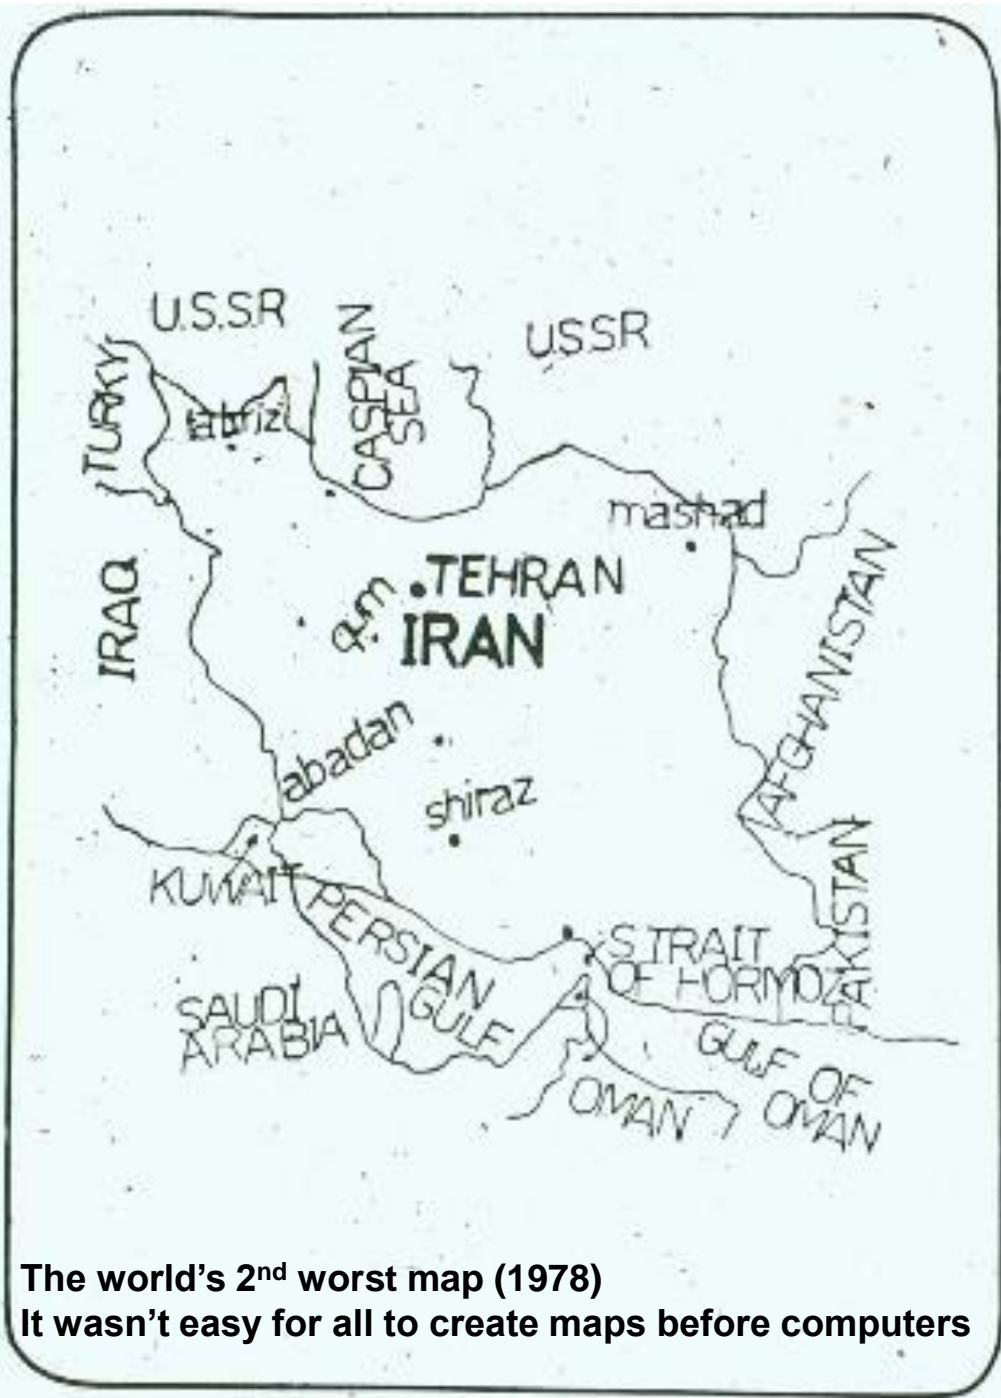 U.S.S.R
U.S.S.R
TURKY
tabriz
CASPIAN
SEA
mashad
IRAQ
qum
TEHRAN
IRAN
AFGHANISTAN
abadan
shiraz
KUWAIT
PERSIAN
GULF
STRAIT
OF HORMOZ
PAKISTAN
SAUDI
ARABIA
GULF OF
OMAN
OMAN
The world's 2nd worst map (1978)
It wasn't easy for all to create maps before computers